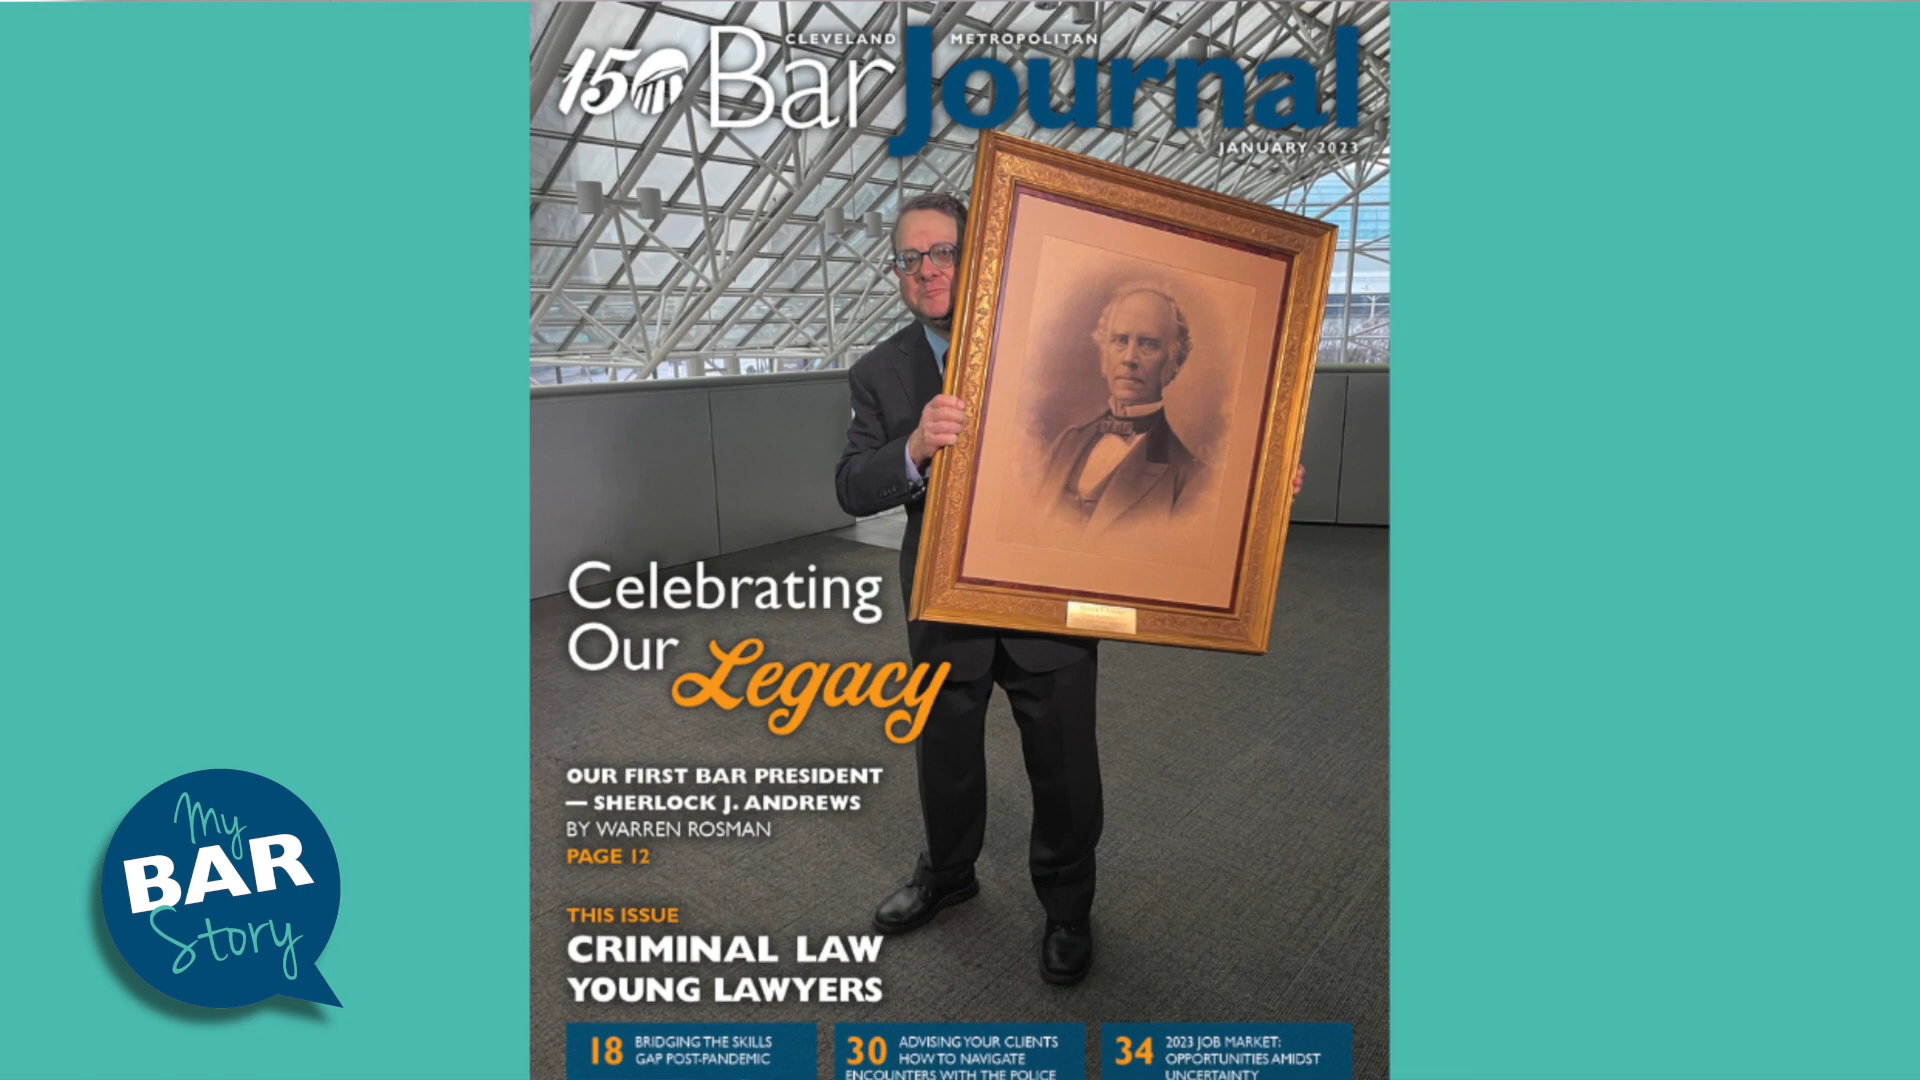 150
CLEVELAND METROPOLITAN
Bar Journal
JANUARY 2023
Celebrating
Our Legacy
OUR FIRST BAR PRESIDENT
— SHERLOCK J. ANDREWS
BY WARREN ROSMAN
PAGE 12
THIS ISSUE
CRIMINAL LAW
YOUNG LAWYERS
18 BRIDGING THE SKILLS
GAP POST-PANDEMIC
30 ADVISING YOUR CLIENTS
HOW TO NAVIGATE
ENCOUNTERS WITH THE POLICE
34 2023 JOB MARKET:
OPPORTUNITIES AMIDST
UNCERTAINTY
My
BAR
Story